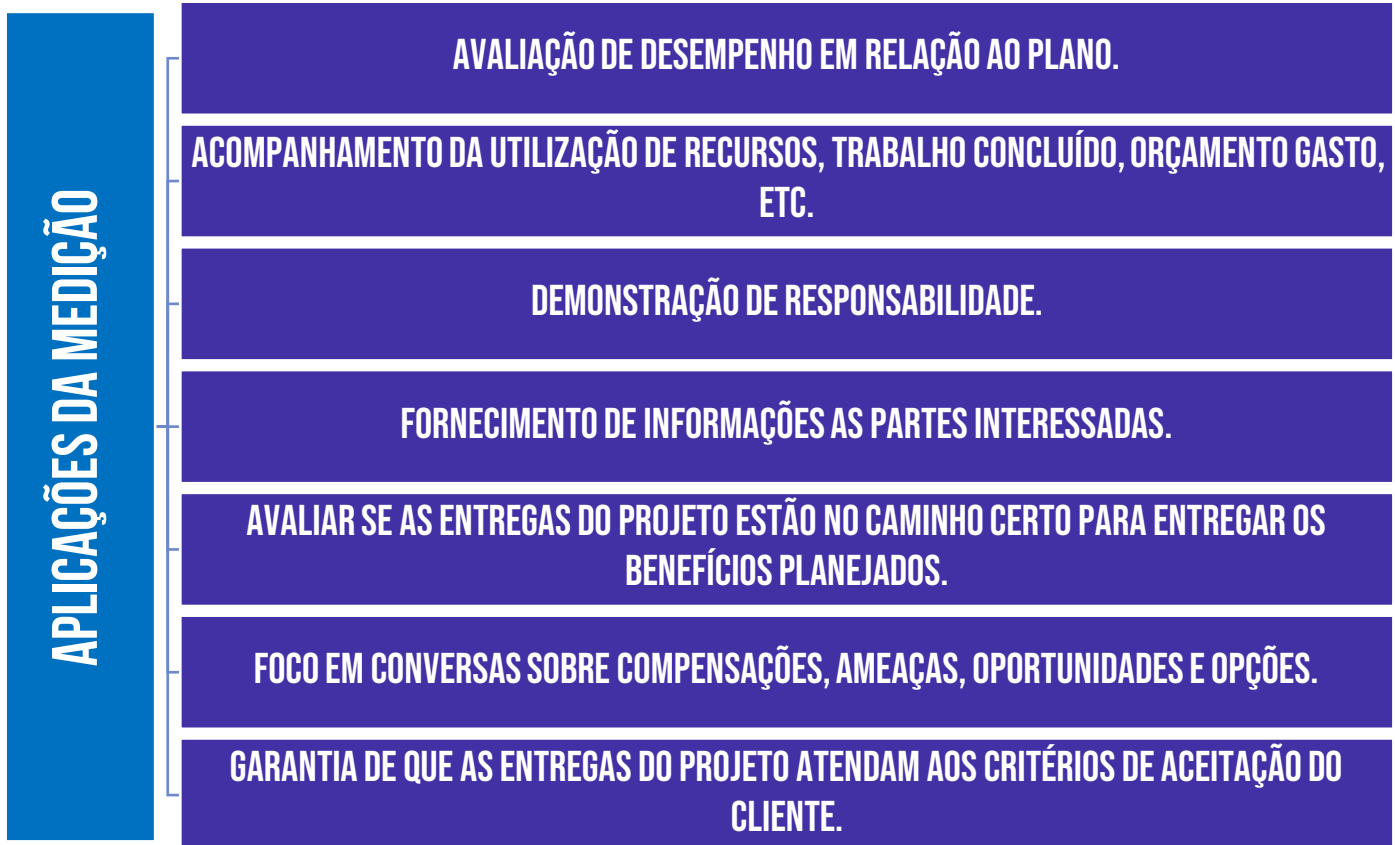 APLICAÇÕES DA MEDIÇÃO
AVALIAÇÃO DE DESEMPENHO EM RELAÇÃO AO PLANO.
ACOMPANHAMENTO DA UTILIZAÇÃO DE RECURSOS, TRABALHO CONCLUÍDO, ORÇAMENTO GASTO,
ETC.
DEMONSTRAÇÃO DE RESPONSABILIDADE.
FORNECIMENTO DE INFORMAÇÕES AS PARTES INTERESSADAS.
AVALIAR SE AS ENTREGAS DO PROJETO ESTÃO NO CAMINHO CERTO PARA ENTREGAR OS
BENEFÍCIOS PLANEJADOS.
FOCO EM CONVERSAS SOBRE COMPENSAÇÕES, AMEAÇAS, OPORTUNIDADES E OPÇÕES.
GARANTIA DE QUE AS ENTREGAS DO PROJETO ATENDAM AOS CRITÉRIOS DE ACEITAÇÃO DO
CLIENTE.